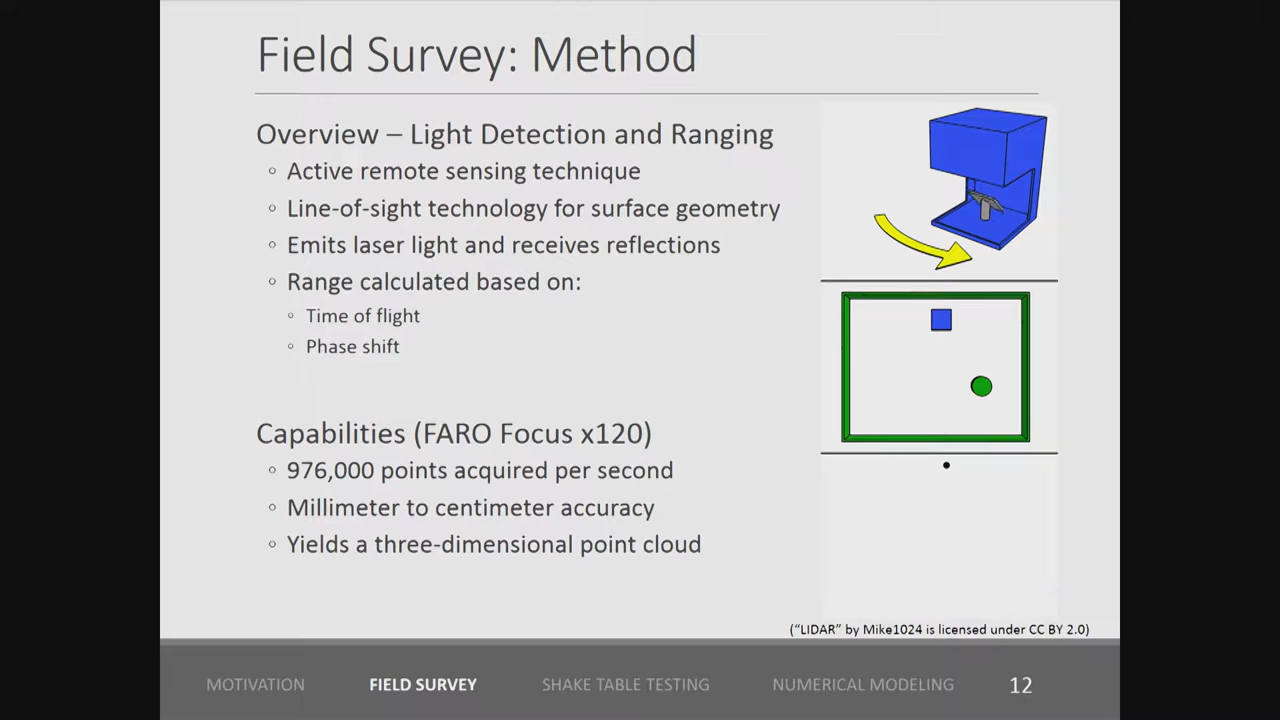 Field Survey: Method
Overview – Light Detection and Ranging
◦ Active remote sensing technique
◦ Line-of-sight technology for surface geometry
◦ Emits laser light and receives reflections
◦ Range calculated based on:
◦ Time of flight
◦ Phase shift
Capabilities (FARO Focus x120)
◦ 976,000 points acquired per second
◦ Millimeter to centimeter accuracy
◦ Yields a three-dimensional point cloud
(“LIDAR” by Mike1024 is licensed under CC BY 2.0)
MOTIVATION FIELD SURVEY SHAKE TABLE TESTING NUMERICAL MODELING 12